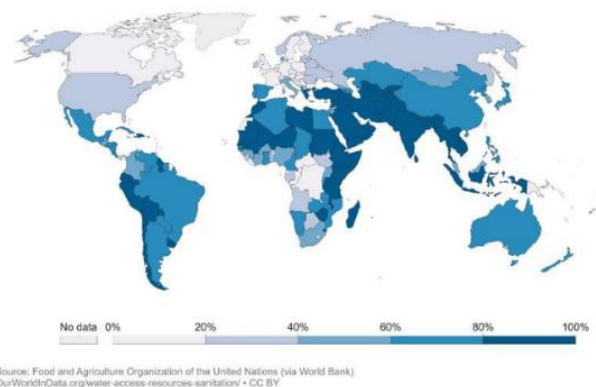 No data 0% 20% 40% 60% 80% 100%
Source: Food and Agriculture Organization of the United Nations (via World Bank)
OurWorldInData.org/water-access-resources-sanitation/ • CC BY